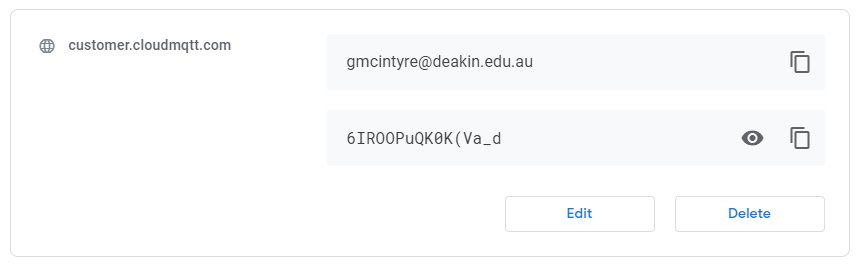 customer.cloudmqtt.com
gmcintyre@deakin.edu.au
6IROOPuQK0K(Va_d
Edit
Delete